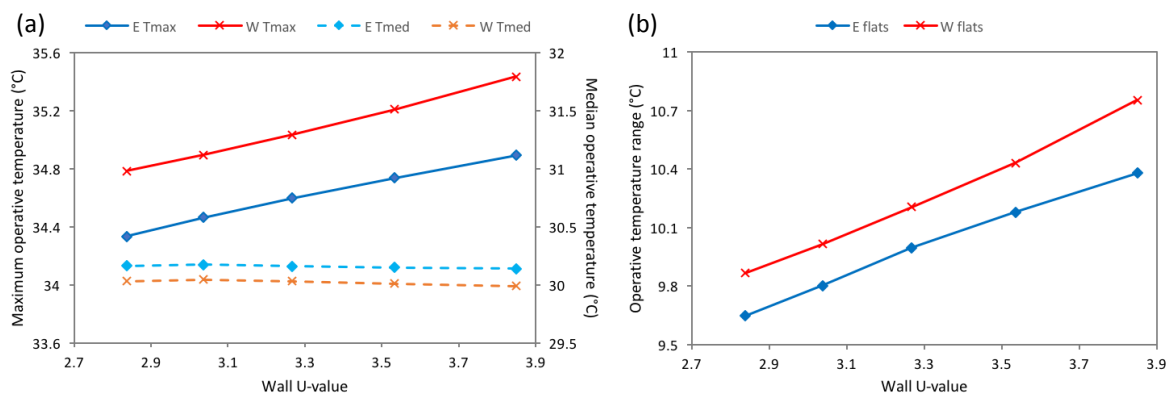 (a)
E Tmax W Tmax E Tmed W Tmed
Maximum operative temperature (°C)
35.6
35.2
34.8
34.4
34
33.6
32
31.5
31
30.5
30
29.5
Median operative temperature (°C)
2.7 2.9 3.1 3.3 3.5 3.7 3.9
Wall U-value
(b)
E flats W flats
Operative temperature range (°C)
11
10.7
10.4
10.1
9.8
9.5
2.7 2.9 3.1 3.3 3.5 3.7 3.9
Wall U-value